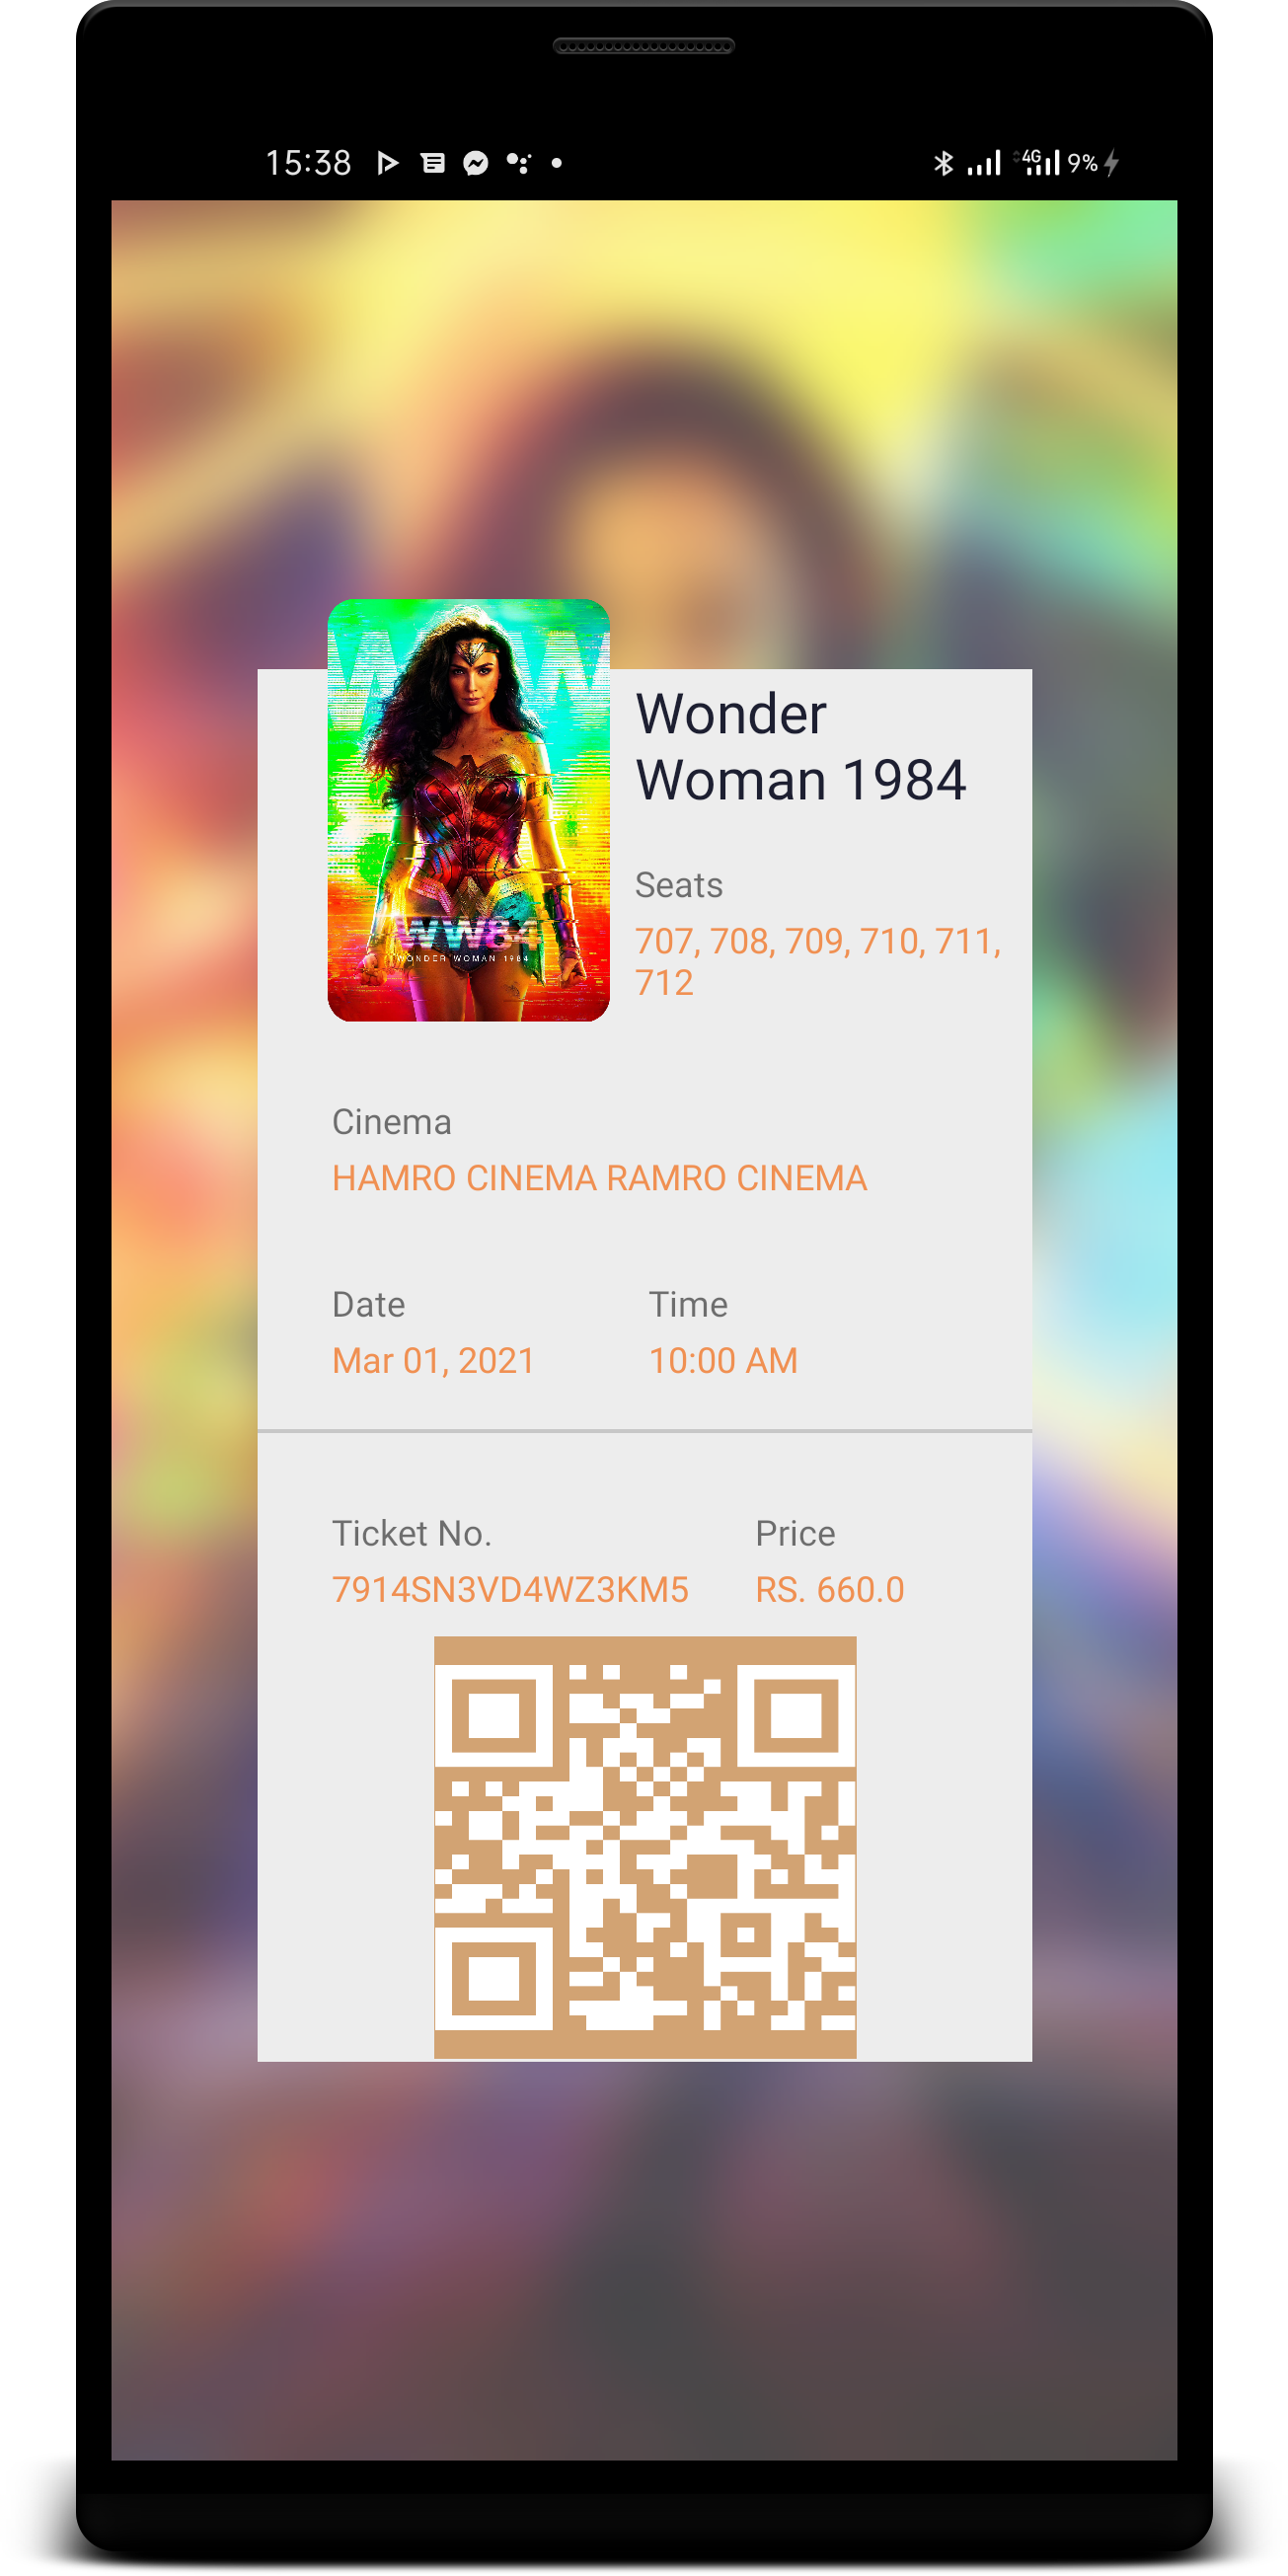 15:38
4G
9%
Wonder
Woman 1984
WW84
WONDER WOMAN 1984
Seats
707, 708, 709, 710, 711,
712
Cinema
HAMRO CINEMA RAMRO CINEMA
Date
Time
Mar 01, 2021
10:00 AM
Ticket No.
Price
7914SN3VD4WZ3KM5
RS. 660.0